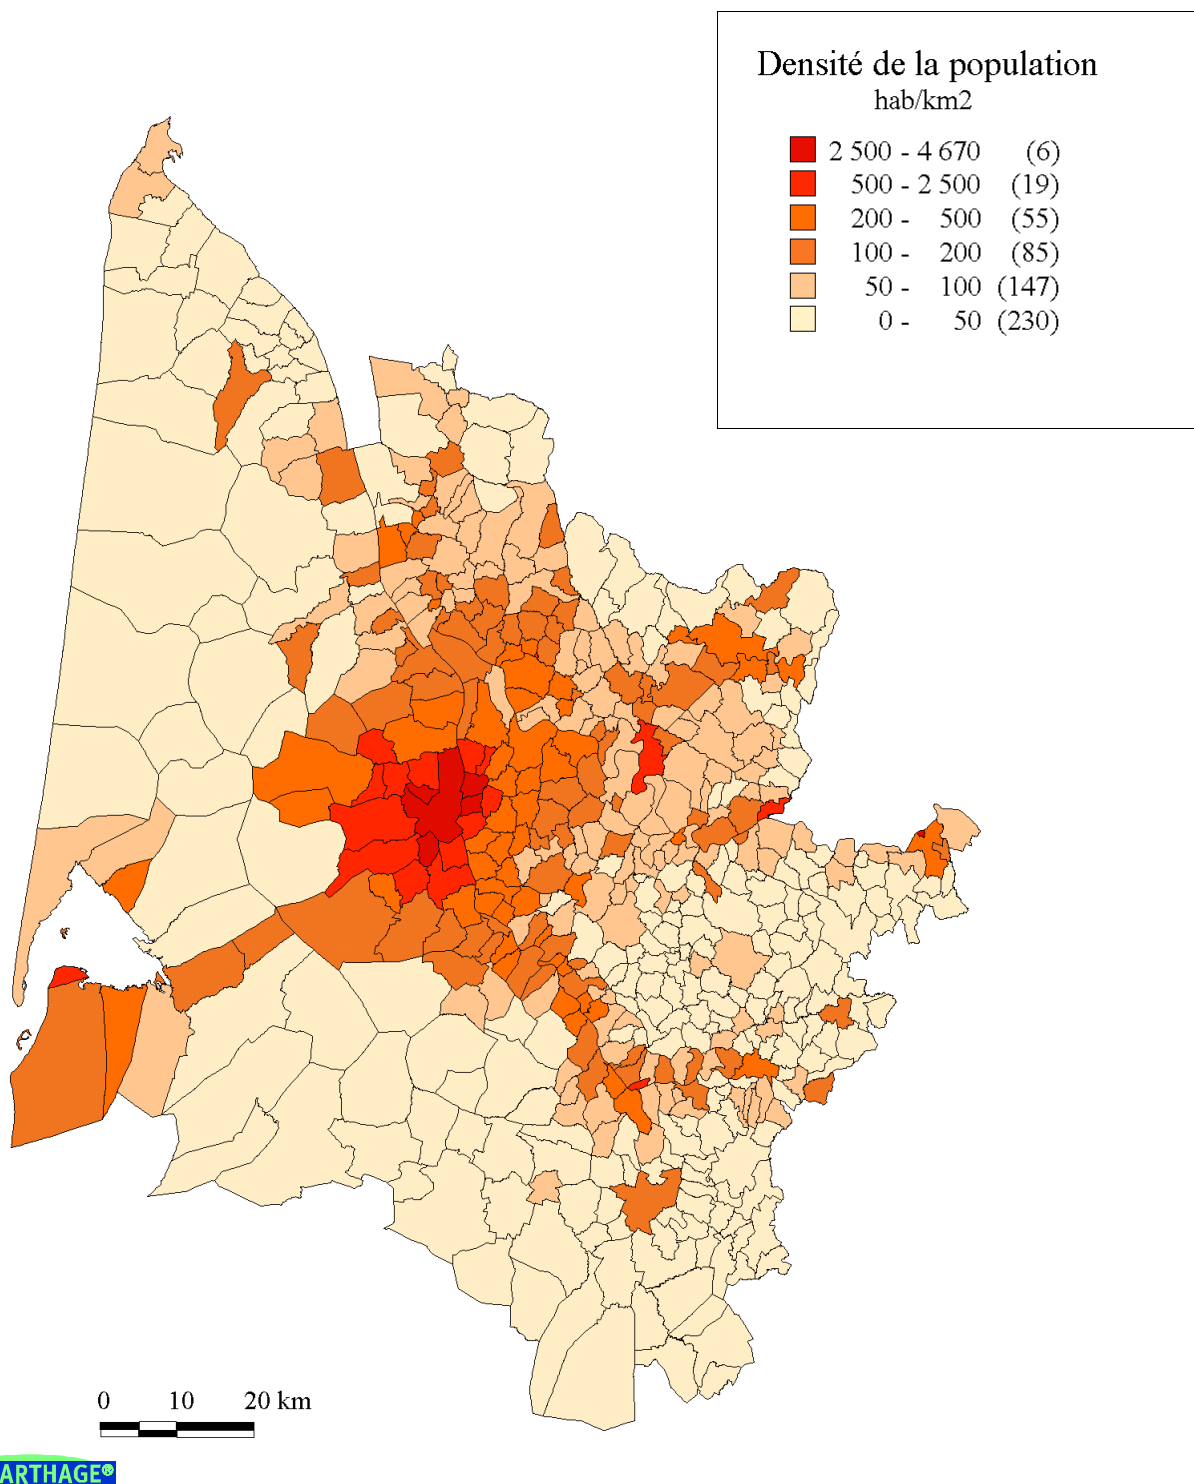 Densité de la population
hab/km2
2 500 - 4 670 (6)
500 - 2 500 (19)
200 - 500 (55)
100 - 200 (85)
50 - 100 (147)
0 - 50 (230)
0 10 20 km
ARTHAGE®